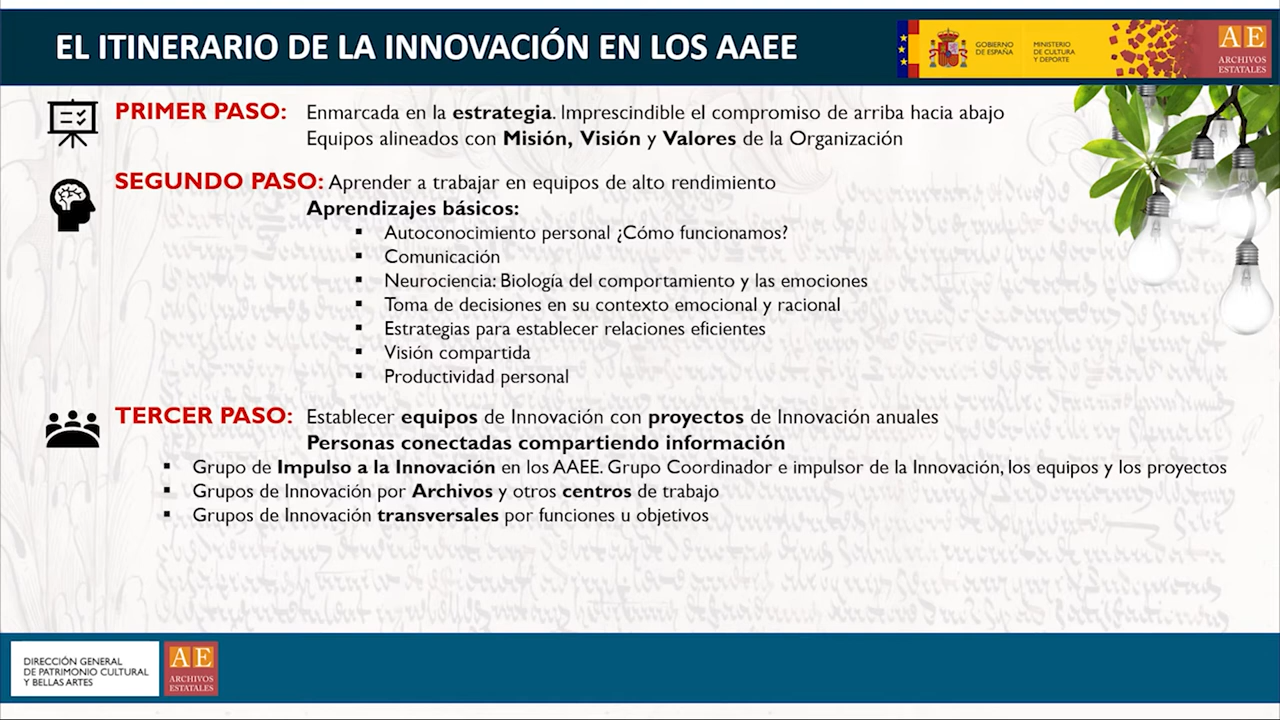 EL ITINERARIO DE LA INNOVACIÓN EN LOS AAEE
GOBIERNO
DE ESPAÑA
MINISTERIO
DE CULTURA
Y DEPORTE
AE
ARCHIVOS
ESTATALES
PRIMER PASO: Enmarcada en la estrategia. Imprescindible el compromiso de arriba hacia abajo
Equipos alineados con Misión, Visión y Valores de la Organización
SEGUNDO PASO: Aprender a trabajar en equipos de alto rendimiento
Aprendizajes básicos:
▪ Autoconocimiento personal ¿Cómo funcionamos?
▪ Comunicación
▪ Neurociencia: Biología del comportamiento y las emociones
▪ Toma de decisiones en su contexto emocional y racional
▪ Estrategias para establecer relaciones eficientes
▪ Visión compartida
▪ Productividad personal
TERCER PASO: Establecer equipos de Innovación con proyectos de Innovación anuales
Personas conectadas compartiendo información
▪ Grupo de Impulso a la Innovación en los AAEE. Grupo Coordinador e impulsor de la Innovación, los equipos y los proyectos
▪ Grupos de Innovación por Archivos y otros centros de trabajo
▪ Grupos de Innovación transversales por funciones u objetivos
DIRECCIÓN GENERAL
DE PATRIMONIO CULTURAL
Y BELLAS ARTES
AE
ARCHIVOS
ESTATALES